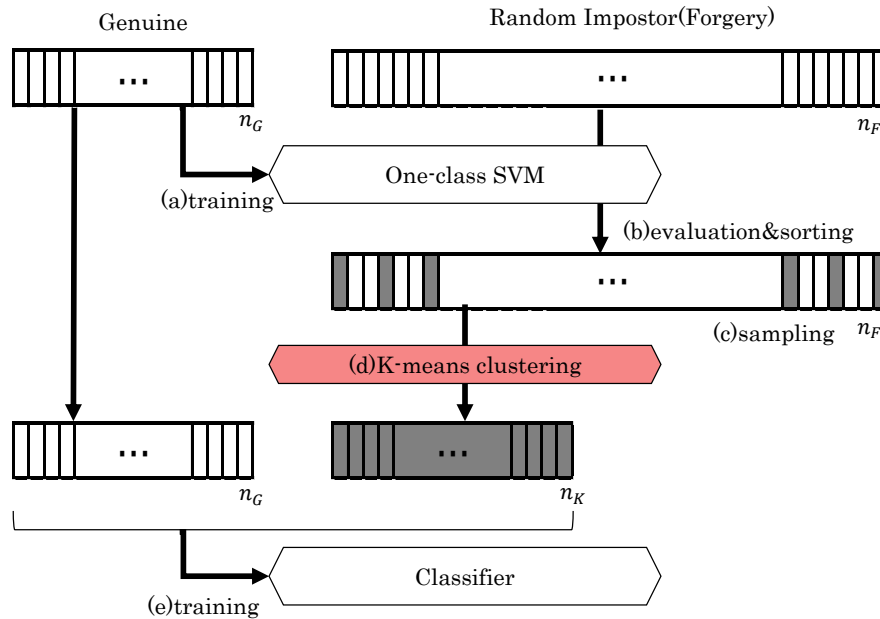 Genuine
Random Impostor(Forgery)
...
...
n_G
n_F
One-class SVM
(a)training
(b)evaluation&sorting
...
(c)sampling
n_F
(d)K-means clustering
...
...
n_G
n_K
Classifier
(e)training